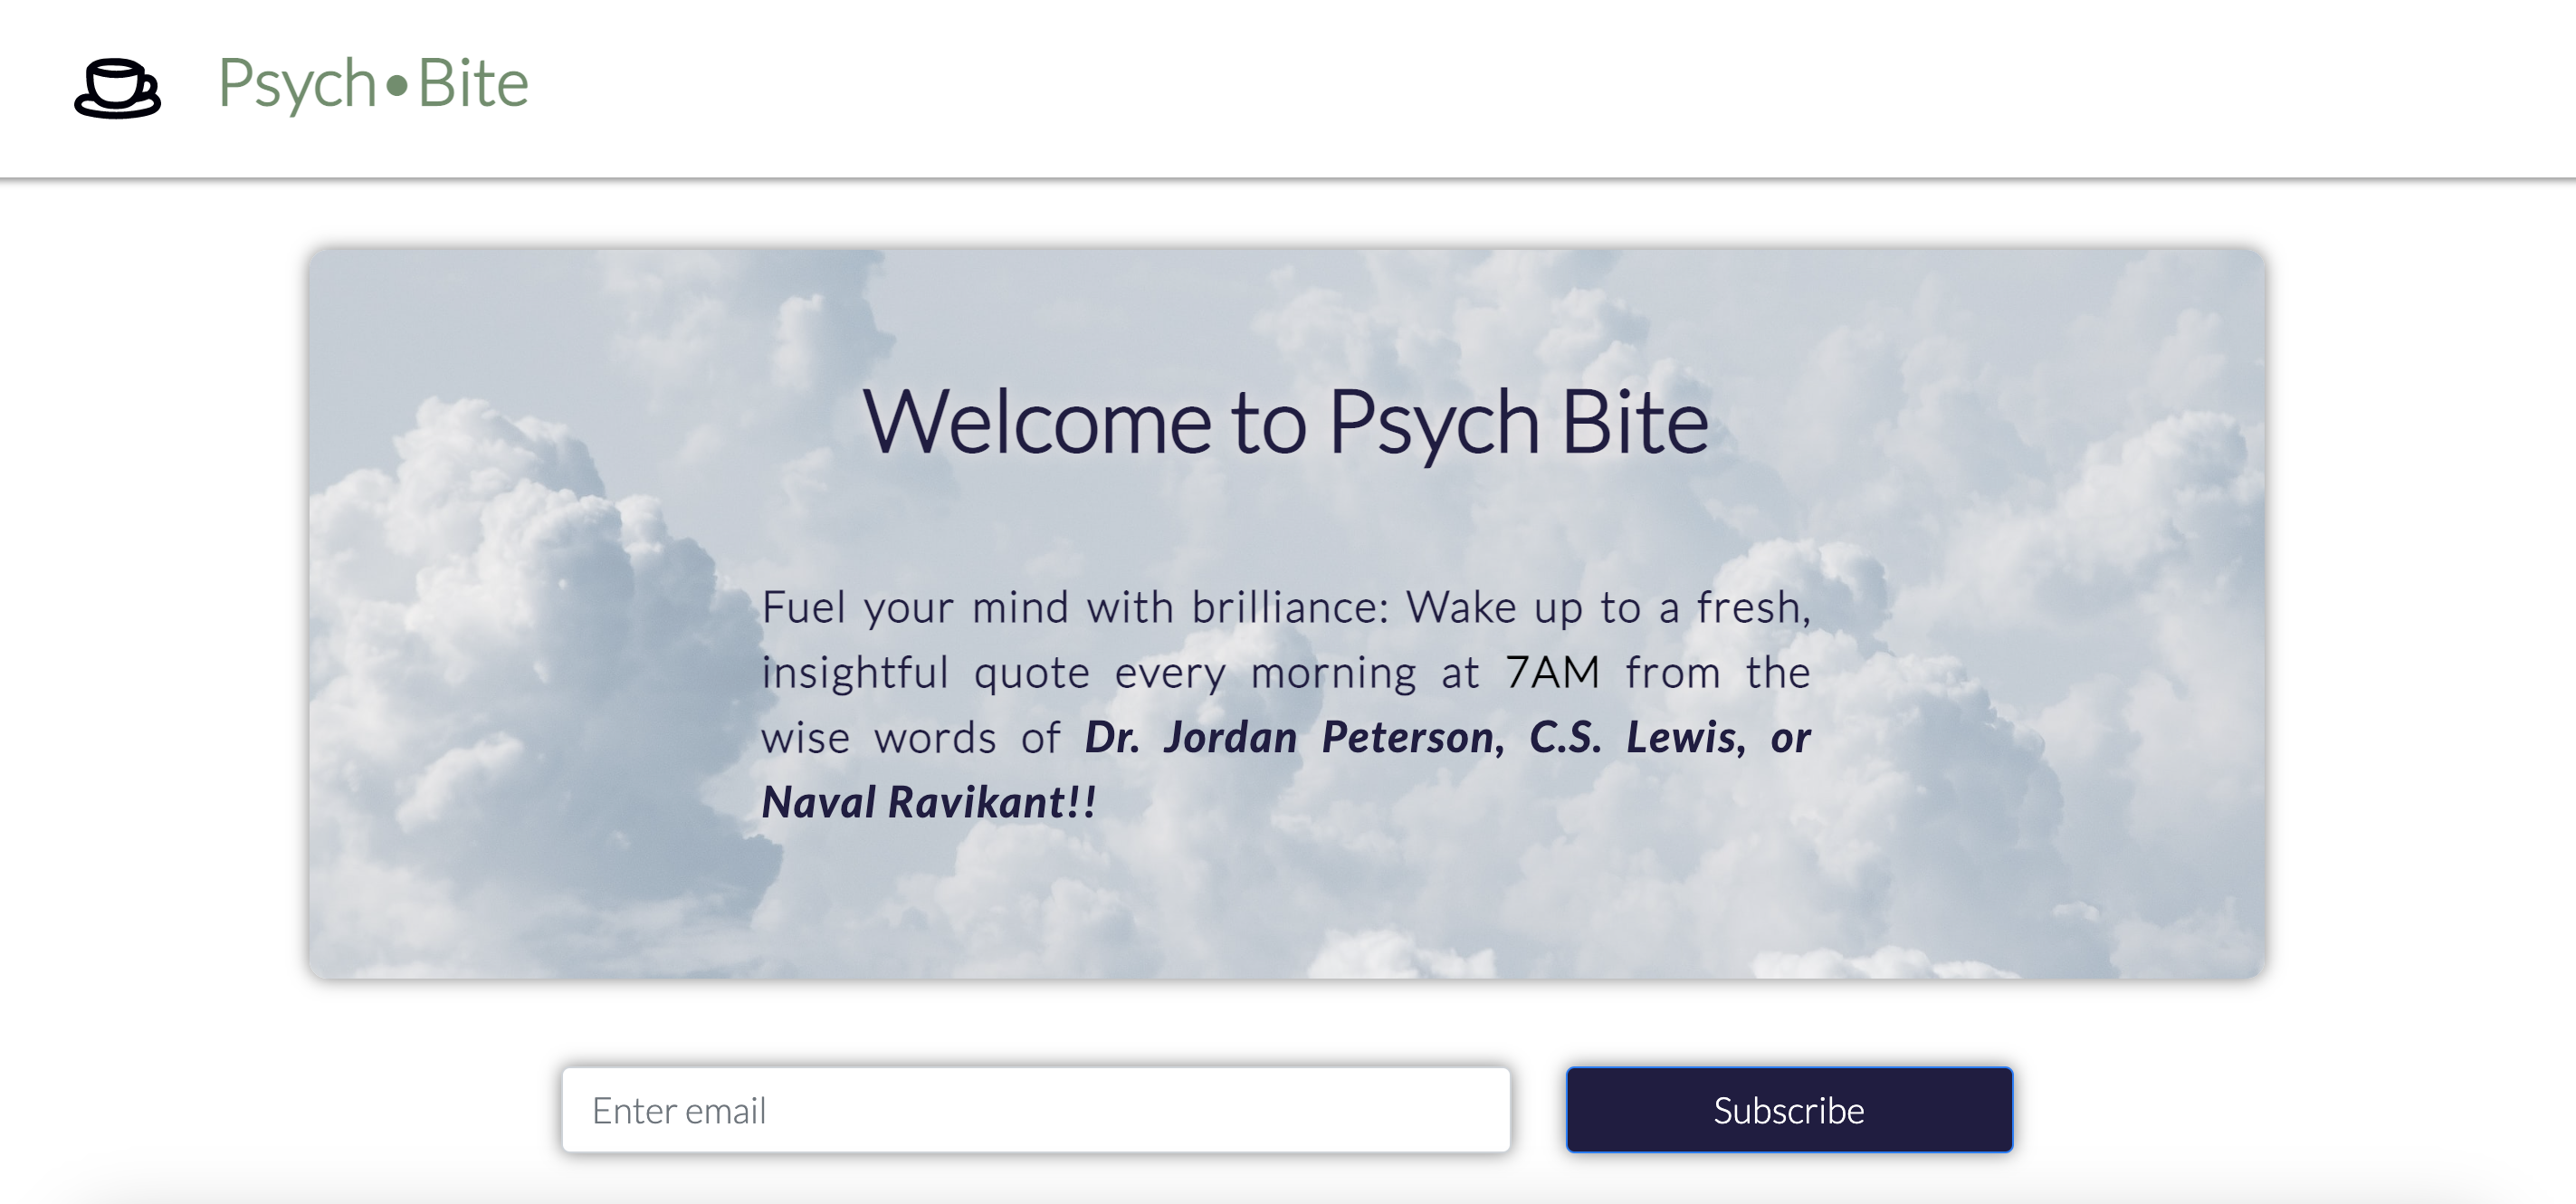 Psych•Bite
Welcome to Psych Bite
Fuel your mind with brilliance: Wake up to a fresh,
insightful quote every morning at 7AM from the
wise words of Dr. Jordan Peterson, C.S. Lewis, or
Naval Ravikant!!
Enter email
Subscribe